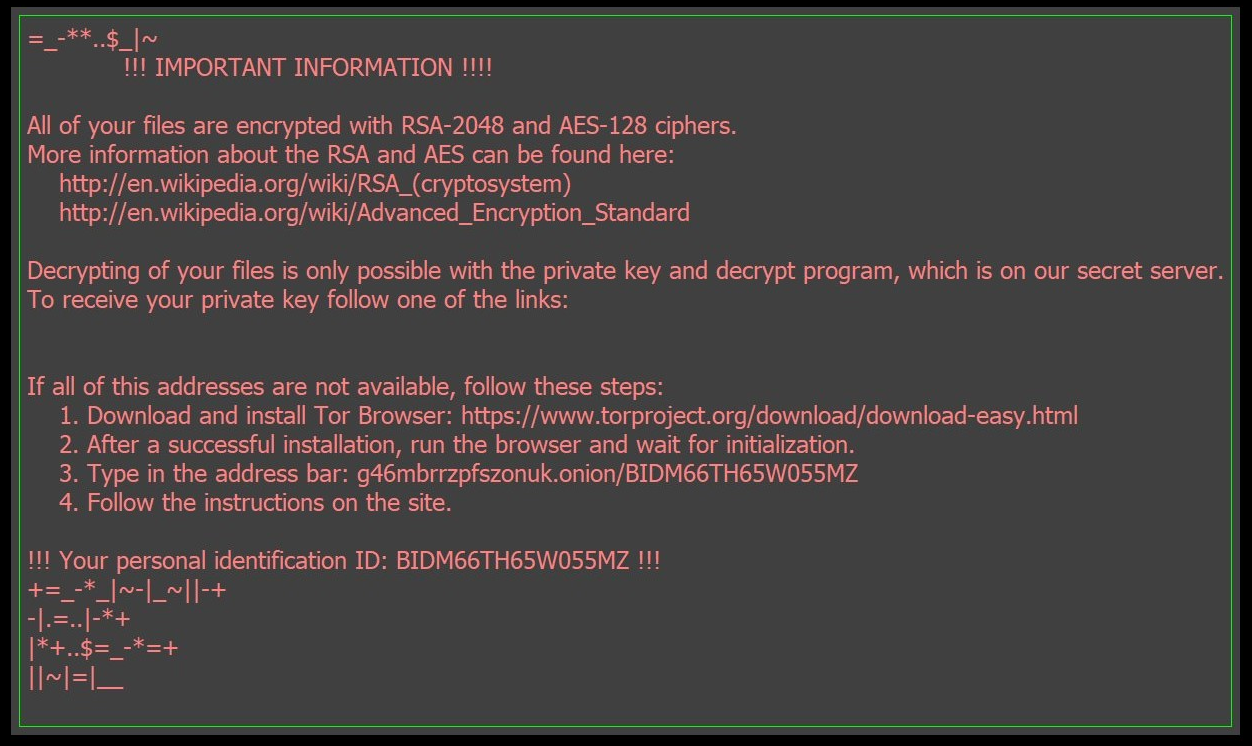 =_-**..$_|~
!!! IMPORTANT INFORMATION !!!!
All of your files are encrypted with RSA-2048 and AES-128 ciphers.
More information about the RSA and AES can be found here:
http://en.wikipedia.org/wiki/RSA_(cryptosystem)
http://en.wikipedia.org/wiki/Advanced_Encryption_Standard
Decrypting of your files is only possible with the private key and decrypt program, which is on our secret server.
To receive your private key follow one of the links:
If all of this addresses are not available, follow these steps:
1. Download and install Tor Browser: https://www.torproject.org/download/download-easy.html
2. After a successful installation, run the browser and wait for initialization.
3. Type in the address bar: g46mbrrzpfszonuk.onion/BIDM66TH65W055MZ
4. Follow the instructions on the site.
!!! Your personal identification ID: BIDM66TH65W055MZ !!!
+=_-*_|~-|_~||-+
-|.=..|-*+
|*+..$=_-*=+
||~|=|__